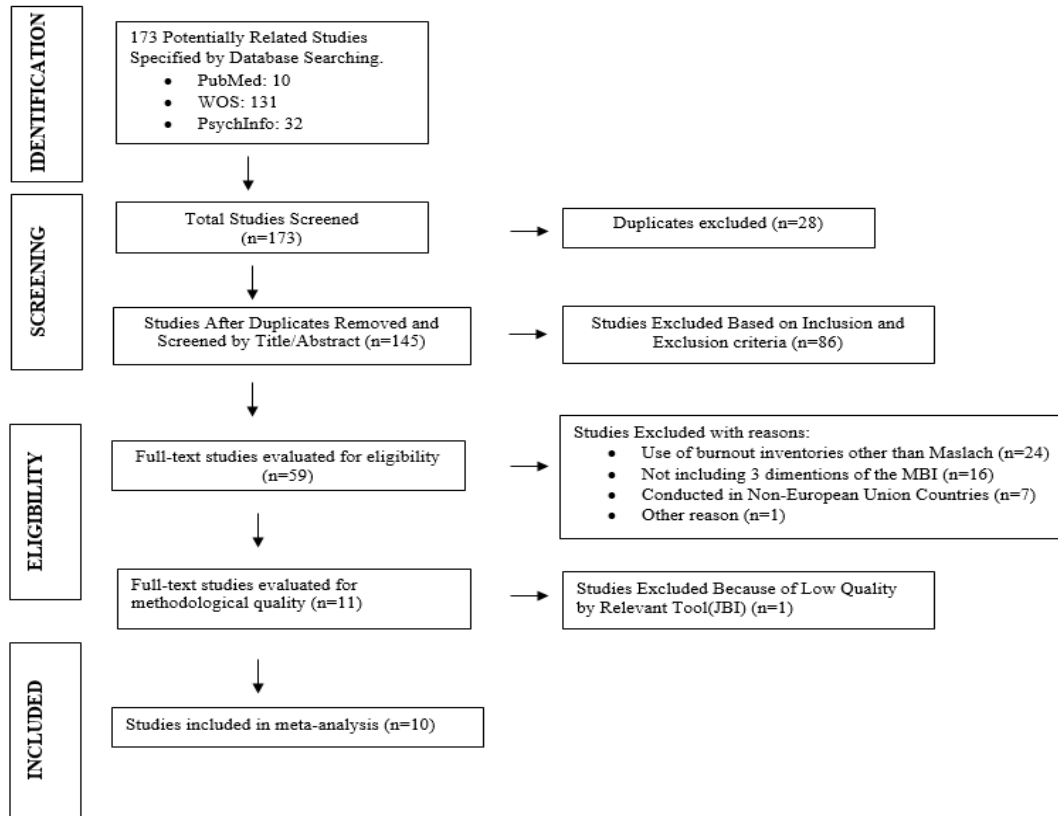 IDENTIFICATION
173 Potentially Related Studies
Specified by Database Searching.
• PubMed: 10
• WOS: 131
• PsychInfo: 32
SCREENING
Total Studies Screened
(n=173)
Duplicates excluded (n=28)
Studies After Duplicates Removed and
Screened by Title/Abstract (n=145)
Studies Excluded Based on Inclusion and
Exclusion criteria (n=86)
ELIGIBILITY
Full-text studies evaluated for eligibility
(n=59)
Studies Excluded with reasons:
• Use of burnout inventories other than Maslach (n=24)
• Not including 3 dimentions of the MBI (n=16)
• Conducted in Non-European Union Countries (n=7)
• Other reason (n=1)
Full-text studies evaluated for
methodological quality (n=11)
Studies Excluded Because of Low Quality
by Relevant Tool(JBI) (n=1)
INCLUDED
Studies included in meta-analysis (n=10)